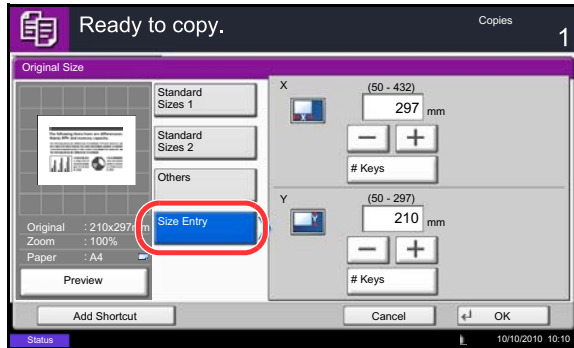 Ready to copy.
Copies
1
Original Size
Standard
Sizes 1
Standard
Sizes 2
Others
Size Entry
Original : 210x297mm
Zoom : 100%
Paper : A4
Preview
X
(50 - 432)
297 mm
# Keys
Y
(50 - 297)
210 mm
# Keys
Add Shortcut
Cancel
OK
Status
10/10/2010 10:10